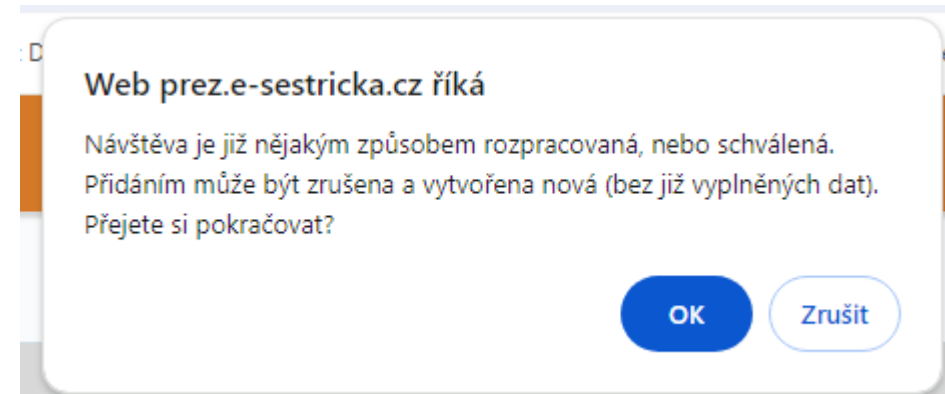 : D
Web prez.e-sestricka.cz říká
Návštěva je již nějakým způsobem rozpracovaná, nebo schválená.
Přidáním může být zrušena a vytvořena nová (bez již vyplněných dat).
Přejete si pokračovat?
OK Zrušit